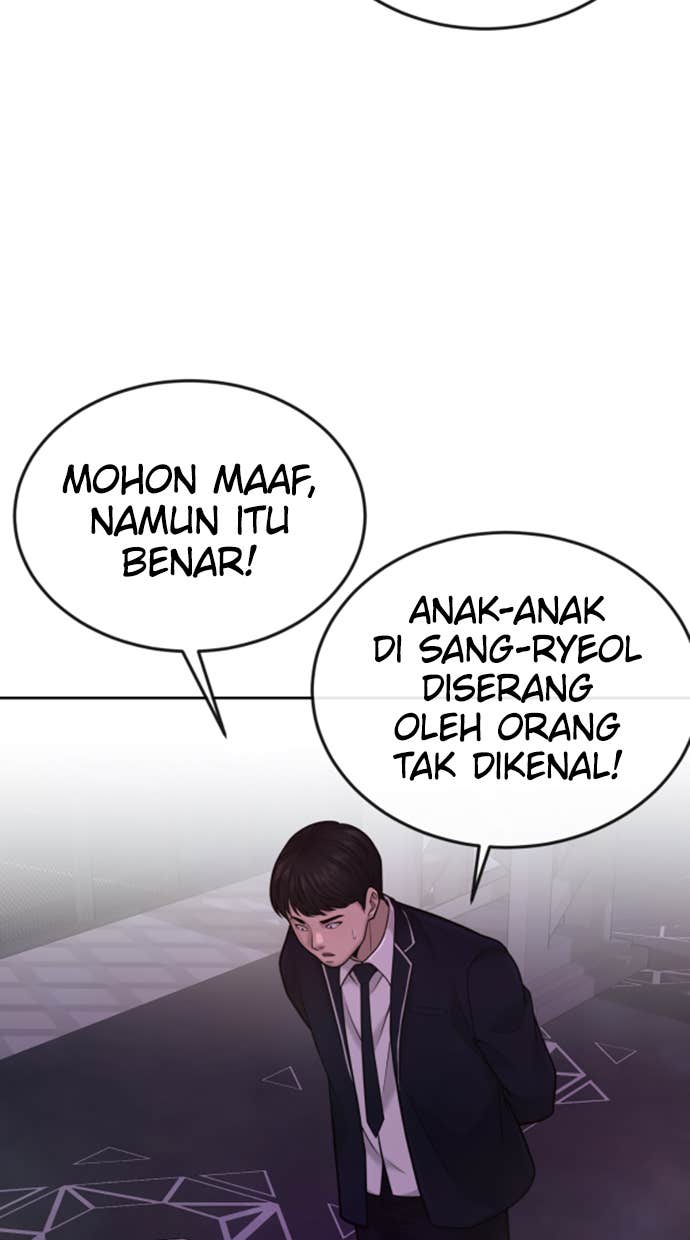 MOHON MAAF,
NAMUN ITU
BENAR!
ANAK-ANAK
DI SANG-RYEOL
DISERANG
OLEH ORANG
TAK DIKENAL!